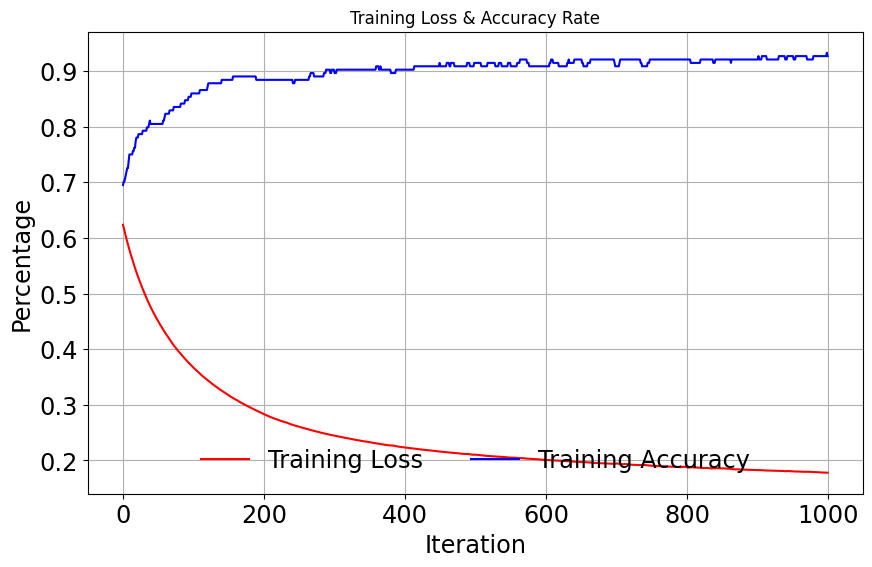 Training Loss & Accuracy Rate
Percentage
0.9
0.8
0.7
0.6
0.5
0.4
0.3
0.2
Training Loss Training Accuracy
0 200 400 600 800 1000
Iteration